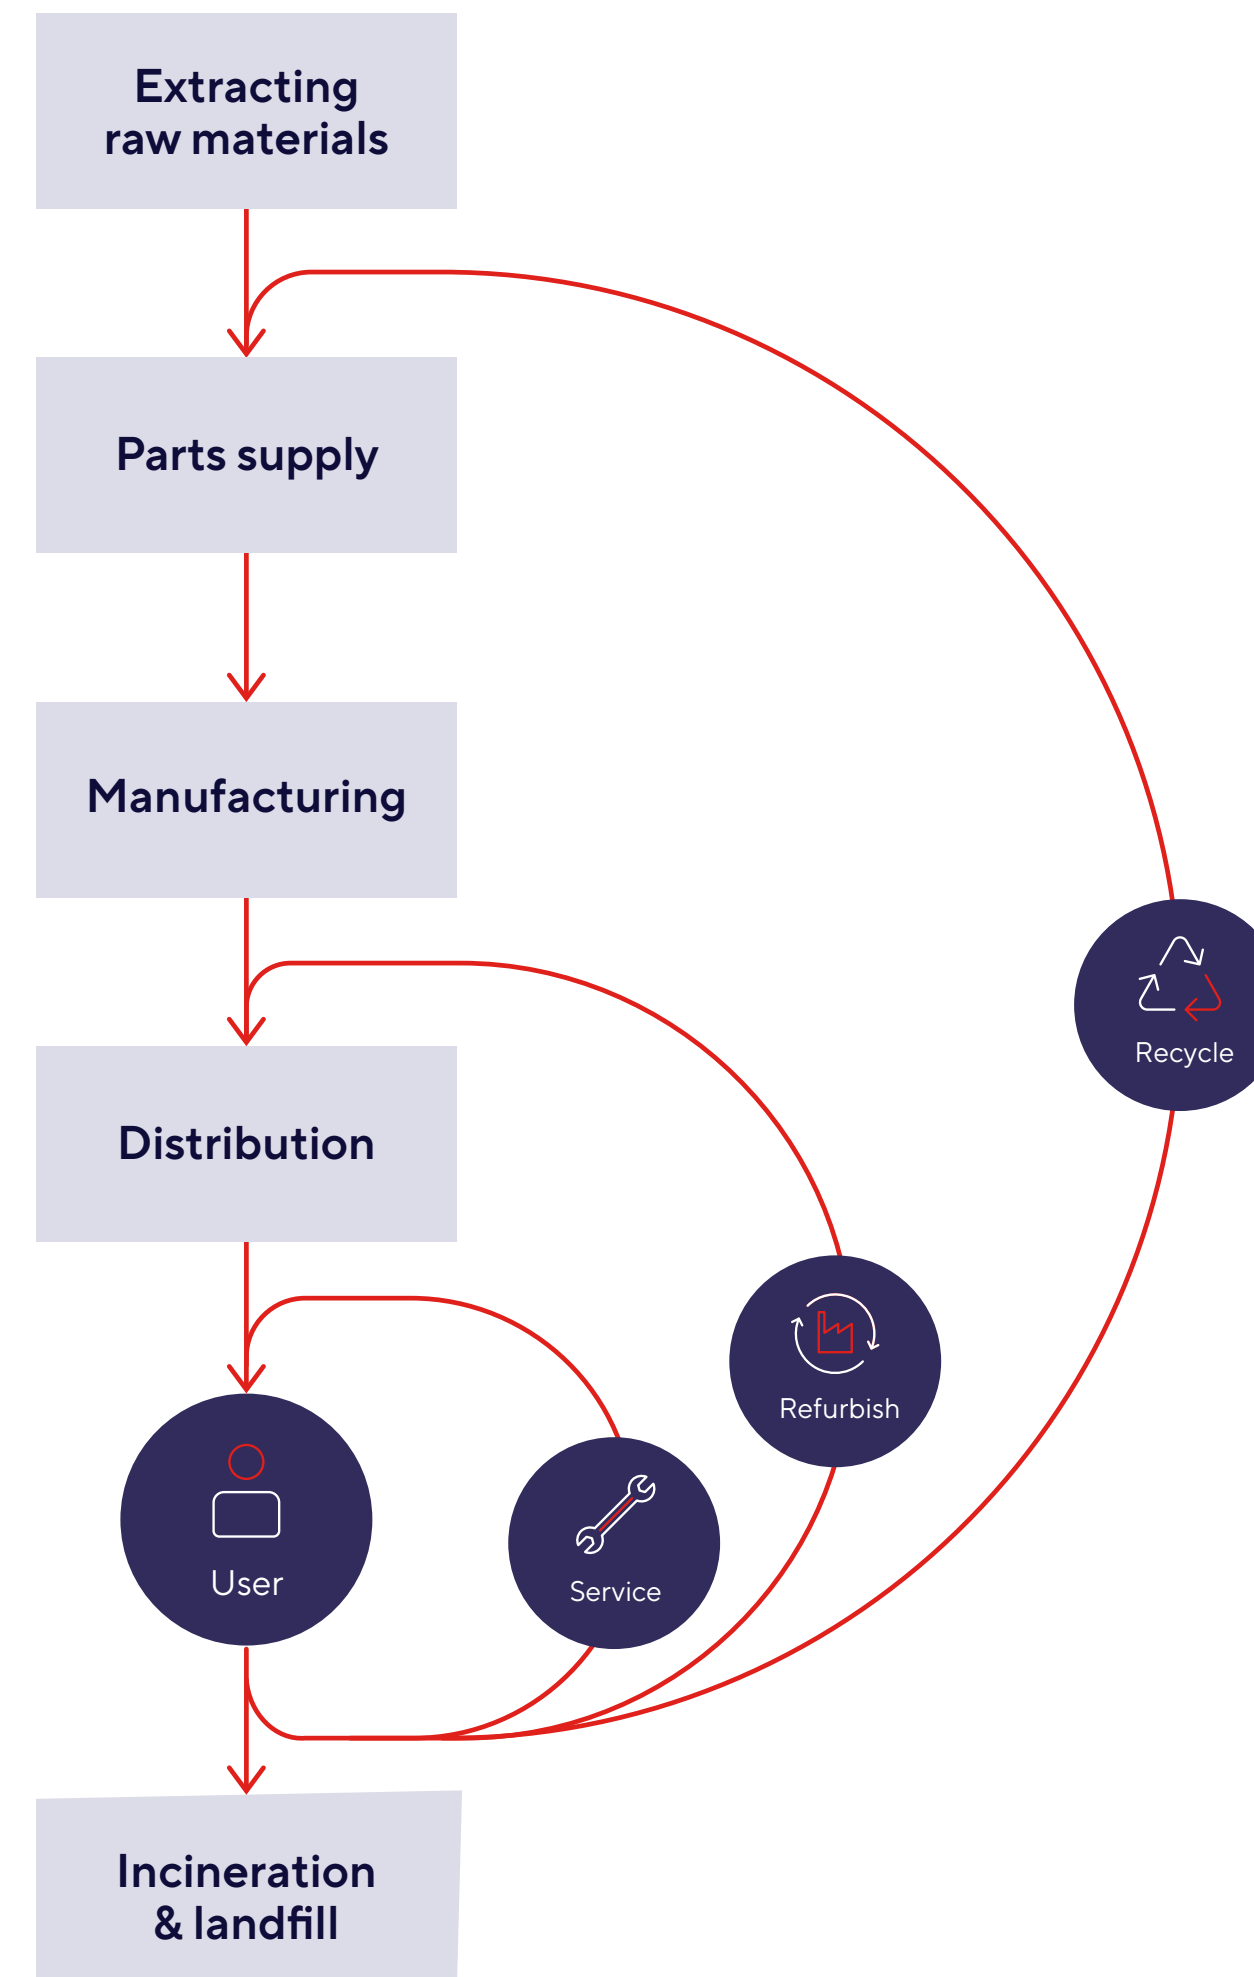 Extracting
raw materials
Parts supply
Manufacturing
Recycle
Distribution
Refurbish
User
Service
Incineration
& landfill